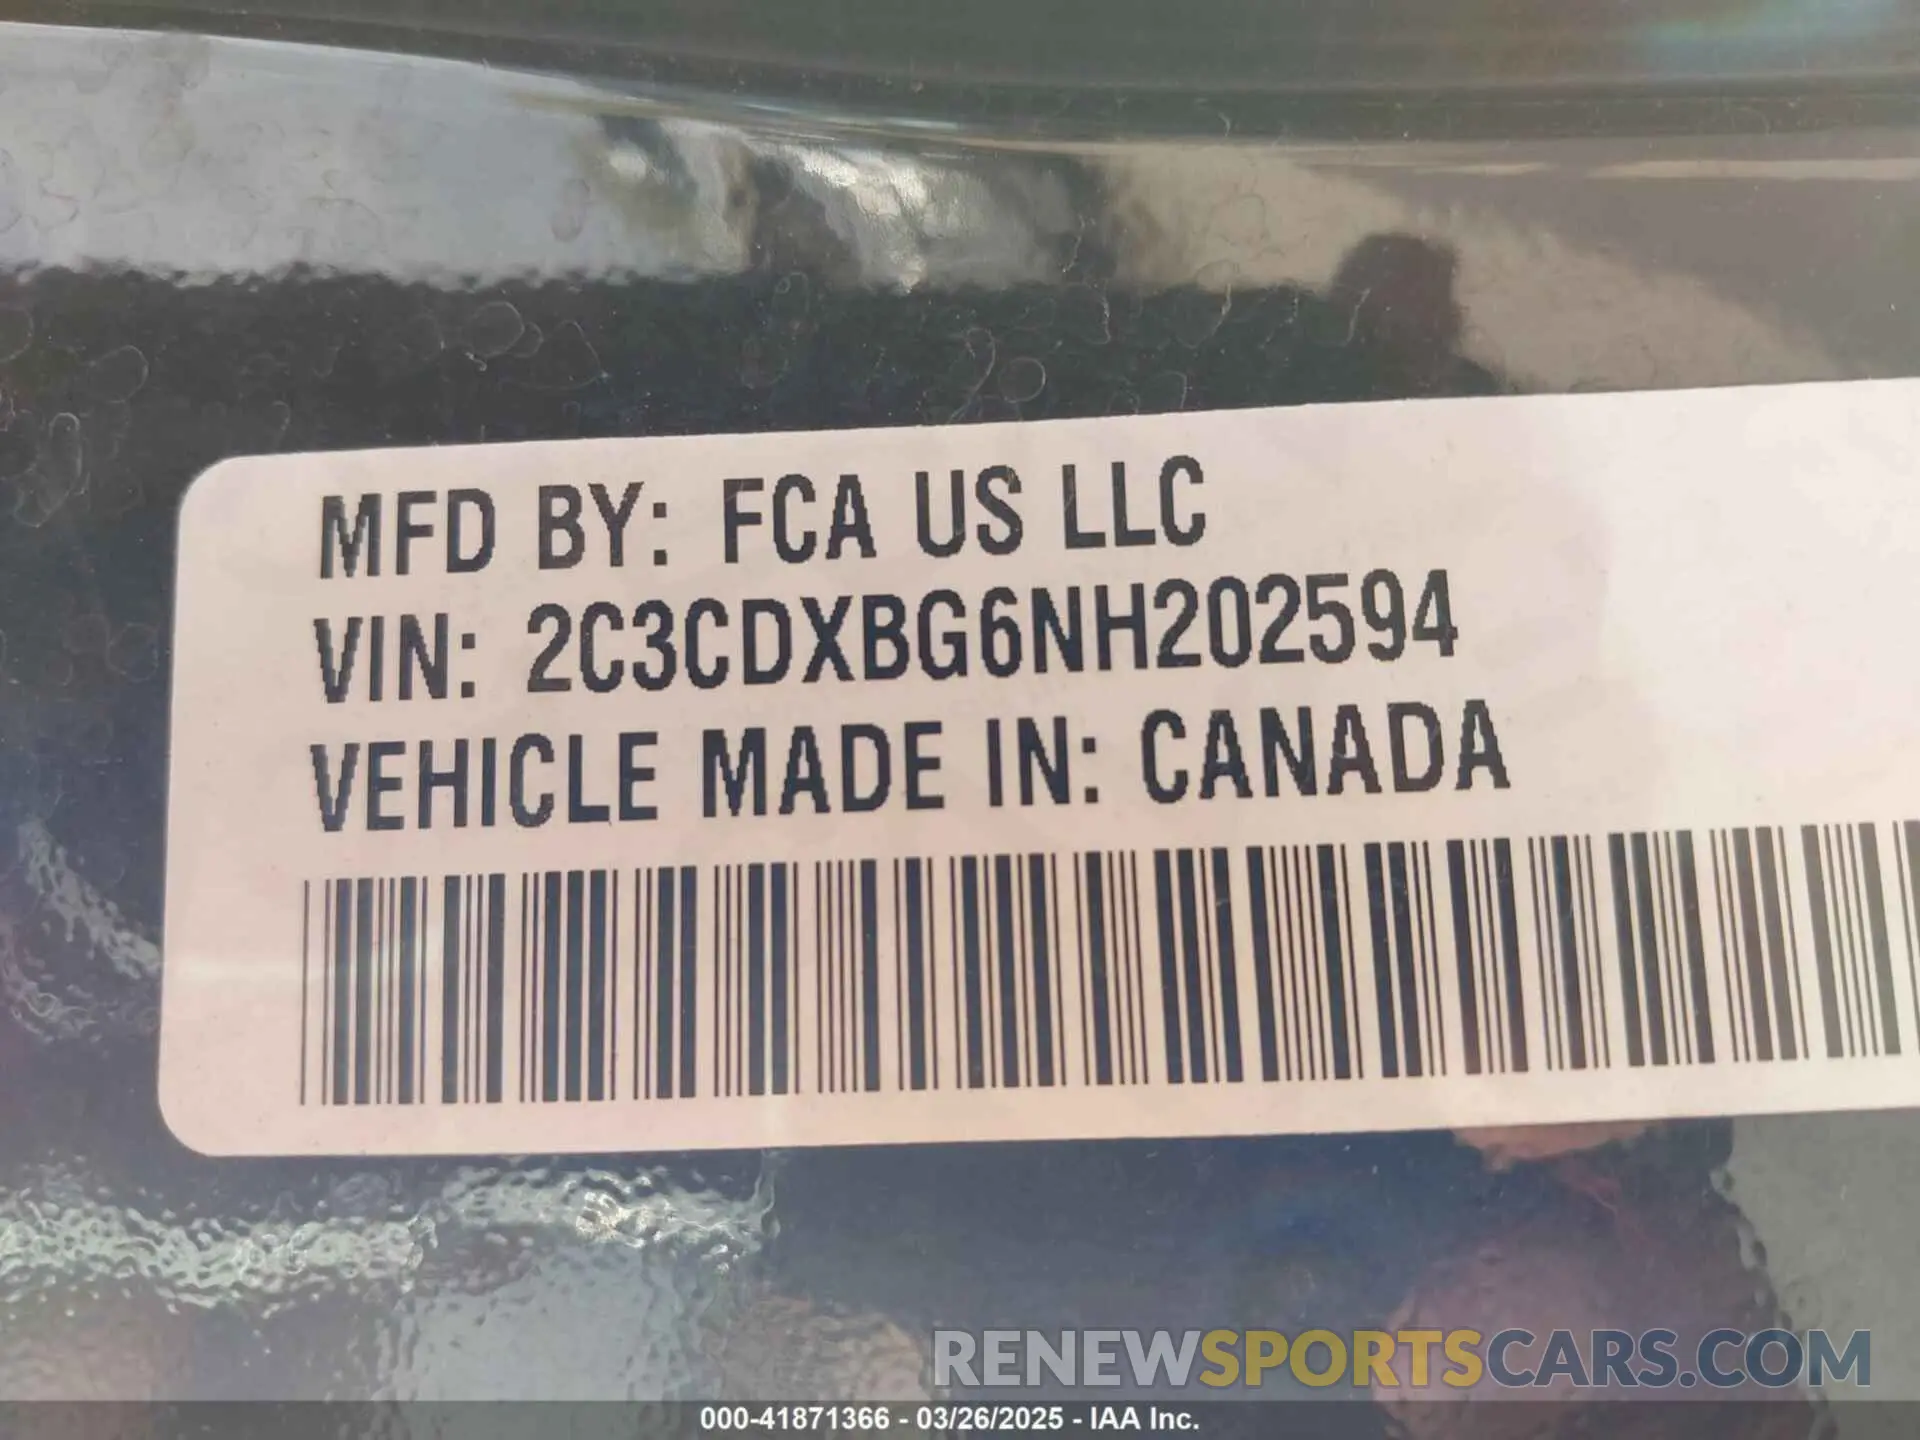 MFD BY: FCA US LLC
VIN: 2C3CDXBG6NH202594
VEHICLE MADE IN: CANADA
RENEWSPORTSCARS.COM
000-41871366 - 03/26/2025 - IAA Inc.